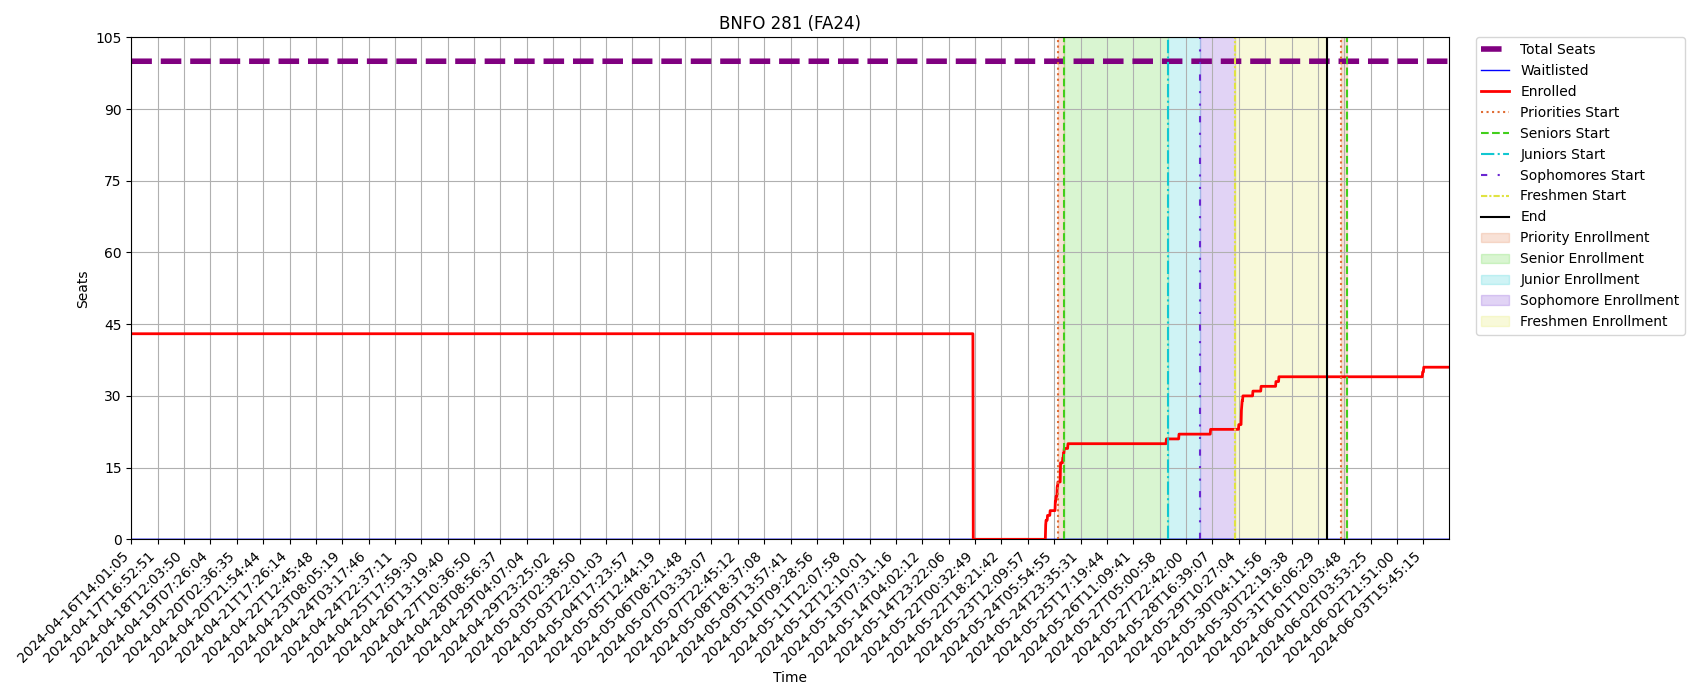 BNFO 281 (FA24)
105
90
75
60
45
30
15
0
Seats
2024-04-16T14:01:05
2024-04-17T16:52:51
2024-04-18T12:03:50
2024-04-19T07:26:04
2024-04-20T02:36:35
2024-04-20T21:54:44
2024-04-21T17:26:14
2024-04-22T12:45:48
2024-04-23T08:05:19
2024-04-24T03:17:46
2024-04-24T22:37:11
2024-04-25T17:59:30
2024-04-26T13:19:40
2024-04-27T10:36:50
2024-04-28T08:56:37
2024-04-29T04:07:04
2024-04-29T23:25:02
2024-05-03T02:38:50
2024-05-03T22:01:03
2024-05-04T17:23:57
2024-05-05T12:44:19
2024-05-06T08:21:48
2024-05-07T03:33:07
2024-05-07T22:45:12
2024-05-08T18:37:08
2024-05-09T13:57:41
2024-05-10T09:28:56
2024-05-11T12:07:58
2024-05-12T12:10:01
2024-05-13T07:31:16
2024-05-14T04:02:12
2024-05-14T23:22:06
2024-05-22T00:32:49
2024-05-22T18:21:42
2024-05-23T12:09:57
2024-05-24T05:54:55
2024-05-24T23:35:31
2024-05-25T17:19:44
2024-05-26T11:09:41
2024-05-27T05:00:58
2024-05-27T22:42:00
2024-05-28T16:39:07
2024-05-29T10:27:04
2024-05-30T04:11:56
2024-05-30T22:19:38
2024-05-31T16:06:29
2024-06-01T10:03:48
2024-06-02T03:53:25
2024-06-02T21:51:00
2024-06-03T15:45:15
Time
Total Seats
Waitlisted
Enrolled
Priorities Start
Seniors Start
Juniors Start
Sophomores Start
Freshmen Start
End
Priority Enrollment
Senior Enrollment
Junior Enrollment
Sophomore Enrollment
Freshmen Enrollment